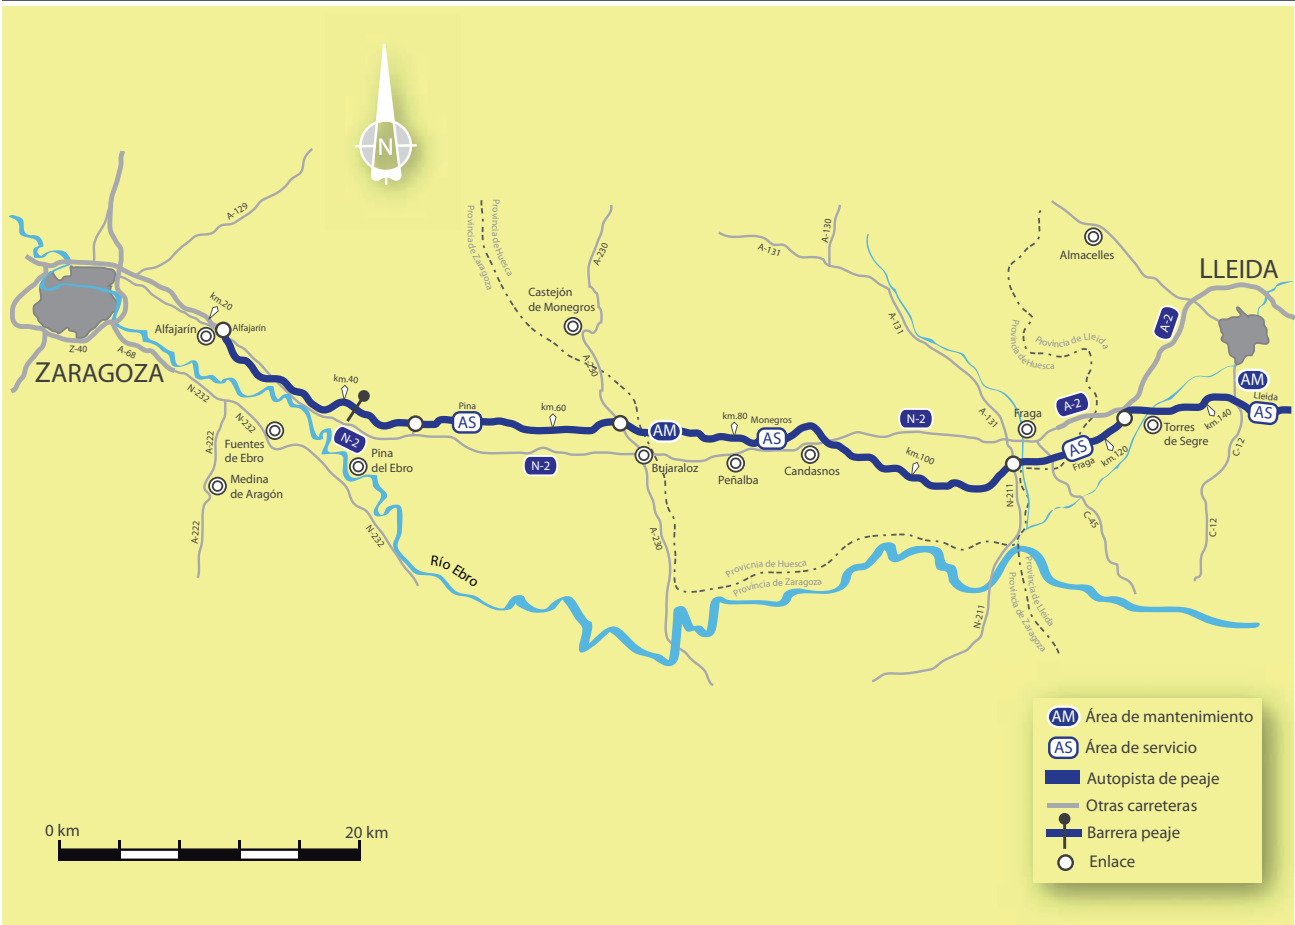 N
A-129
Provincia de Huesca
Provincia de Zaragoza
A-230
A-131
A-130
Almacelles
LLEIDA
km.20
Castejón
de Monegros
Alfajarín
Alfajarín
A-131
A-2
Z-40
A-68
Provincia de Lleida
Provincia de Huesca
ZARAGOZA
A-230
km.40
AM
Lleida
AS
N-232
N-232
Pina
AS
km.60
km.80
Monegros
AS
N-2
A-131
Fraga
A-2
km.140
Torres
de Segre
A-222
Fuentes
de Ebro
N-2
Pina
del Ebro
AM
N-2
Bujaraloz
Peñalba
Candasnos
km.100
AS
Fraga
km.120
C-12
Medina
de Aragón
N-211
A-222
N-232
A-230
C-45
C-12
Río Ebro
Provicnia de Huesca
Provincia de Zaragoza
Provincia de Lleida
Provincia de Zaragoza
N-211
AM Área de mantenimiento
AS Área de servicio
Autopista de peaje
Otras carreteras
Barrera peaje
Enlace
0 km
20 km